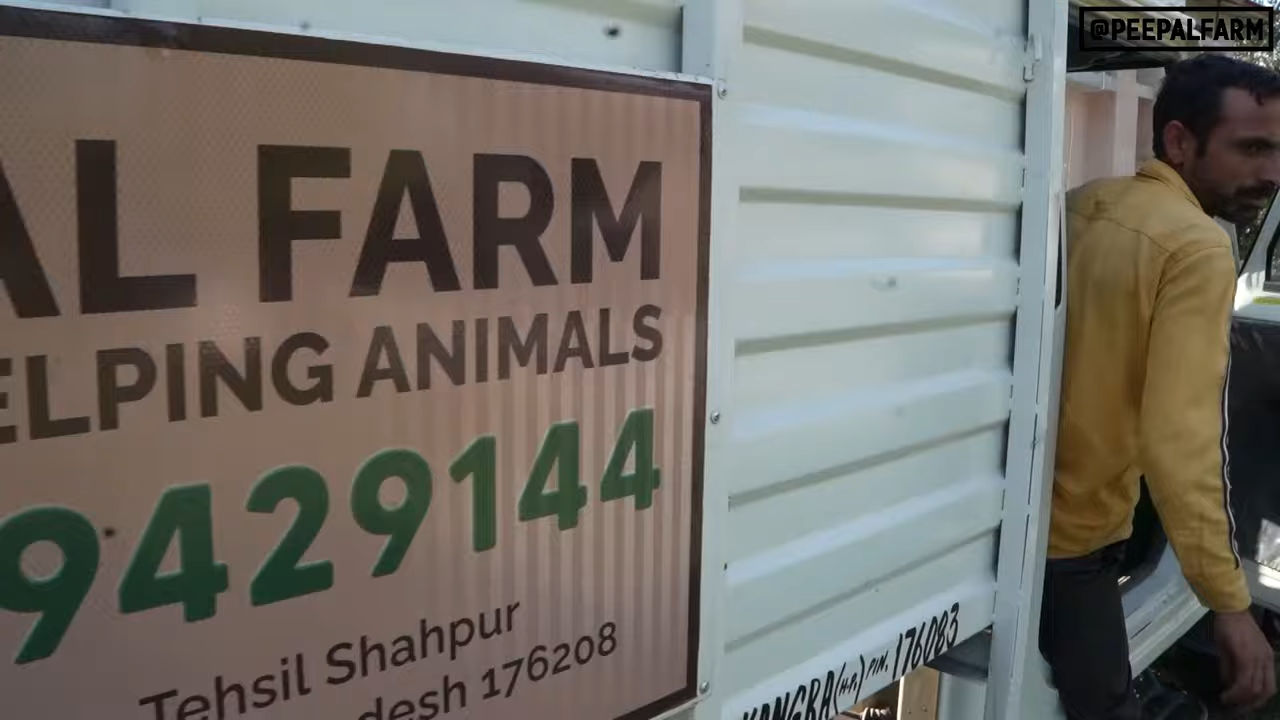 @PEEPALFARM
AL FARM
ELPING ANIMALS
9429144
Tehsil Shahpur
desh 176208
KANGRA (H.P.) PIN. 176083